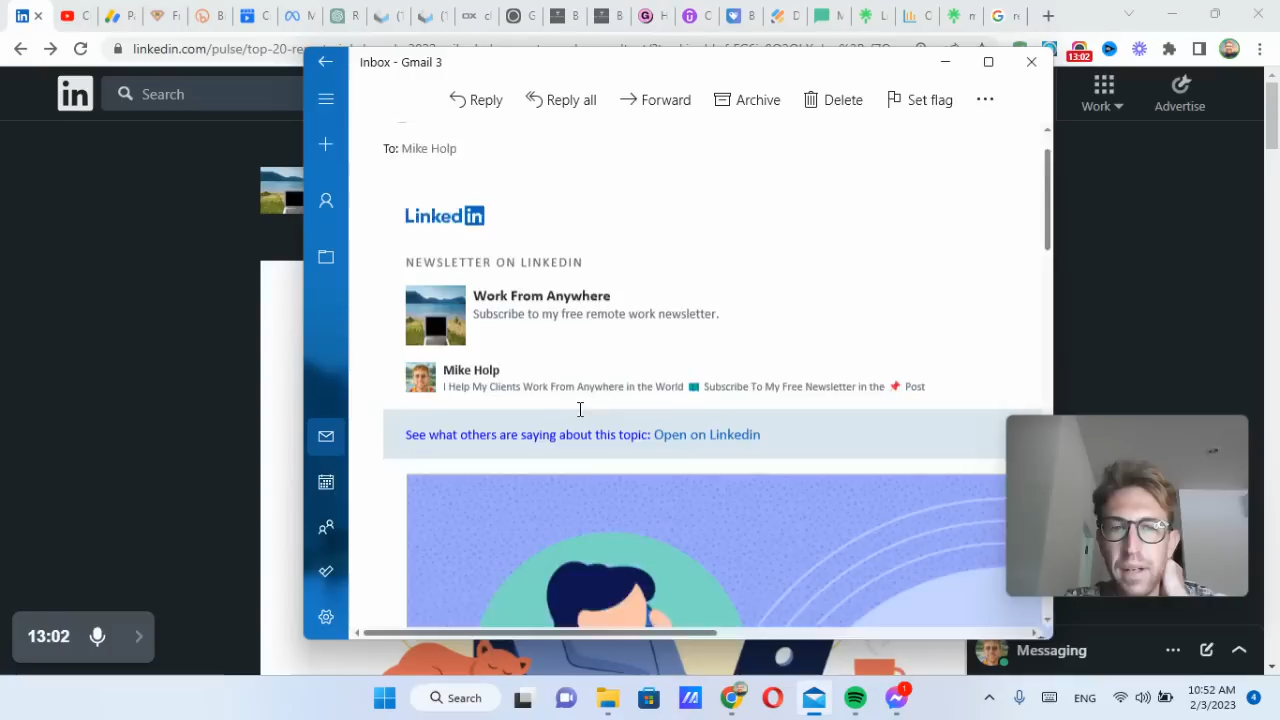 linkedin.com/pulse/top-20-re
13:02
Inbox - Gmail 3
Search
Reply
Reply all
Forward
Archive
Delete
Set flag
Work
Advertise
To: Mike Holp
Linkedin
NEWSLETTER ON LINKEDIN
Work From Anywhere
Subscribe to my free remote work newsletter.
Mike Holp
I Help My Clients Work From Anywhere in the World 💵 Subscribe To My Free Newsletter in the 📌 Post
See what others are saying about this topic: Open on Linkedin
13:02
Messaging
Search
1
ENG
10:52 AM
2/3/2023
4